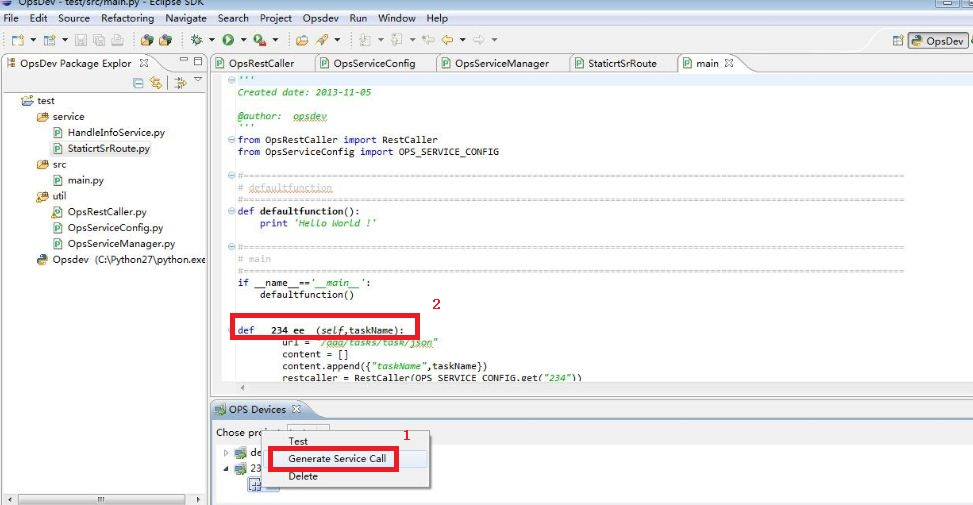 OpsDev - test/src/main.py - Eclipse SDK
File Edit Source Refactoring Navigate Search Project Opsdev Run Window Help
OpsDev
OpsDev Package Explor
test
service
HandleInfoService.py
StaticrtSrRoute.py
src
main.py
util
OpsRestCaller.py
OpsServiceConfig.py
OpsServiceManager.py
Opsdev (C:\Python27\python.exe
OpsRestCaller OpsServiceConfig OpsServiceManager StaticrtSrRoute main
'''
Created date: 2013-11-05
@author: opsdev
'''
from OpsRestCaller import RestCaller
from OpsServiceConfig import OPS_SERVICE_CONFIG
# defaultfunction
def defaultfunction():
print 'Hello World !'
# main
if __name__=='__main__':
defaultfunction()
2
def 234 ee (self,taskName):
url = "/ddd/tasks/task/json"
content = []
content.append({"taskName",taskName})
restcaller = RestCaller(OPS_SERVICE_CONFIG.get("234"))
OPS Devices
Chose proj
1
Test
Generate Service Call
Delete
de
23